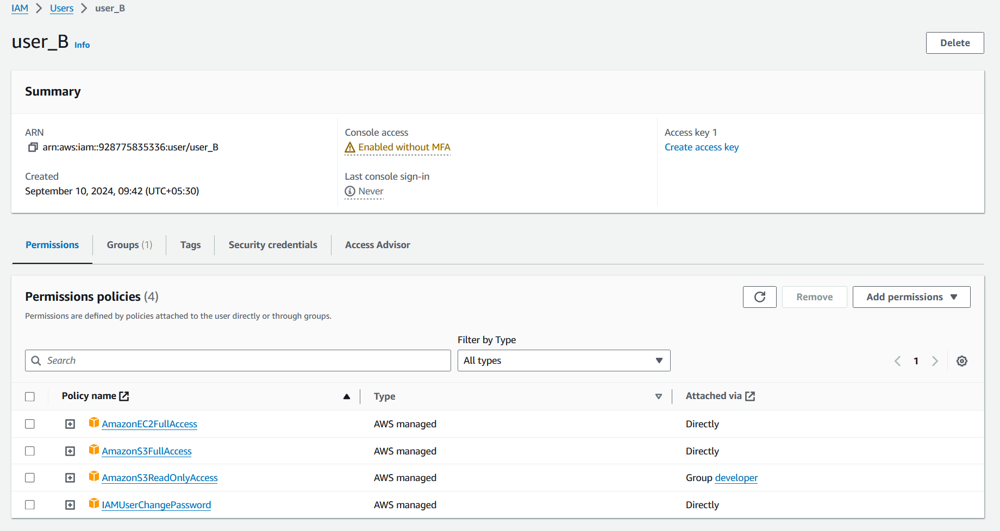 IAM > Users > user_B
user_B Info
Delete
Summary
ARN
arn:aws:iam::928775835336:user/user_B
Created
September 10, 2024, 09:42 (UTC+05:30)
Console access
Enabled without MFA
Last console sign-in
Never
Access key 1
Create access key
Permissions
Groups (1)
Tags
Security credentials
Access Advisor
Permissions policies (4)
Permissions are defined by policies attached to the user directly or through groups.
Remove
Add permissions
Filter by Type
Search
All types
1
Policy name Type Attached via
AmazonEC2FullAccess AWS managed Directly
AmazonS3FullAccess AWS managed Directly
AmazonS3ReadOnlyAccess AWS managed Group developer
IAMUserChangePassword AWS managed Directly